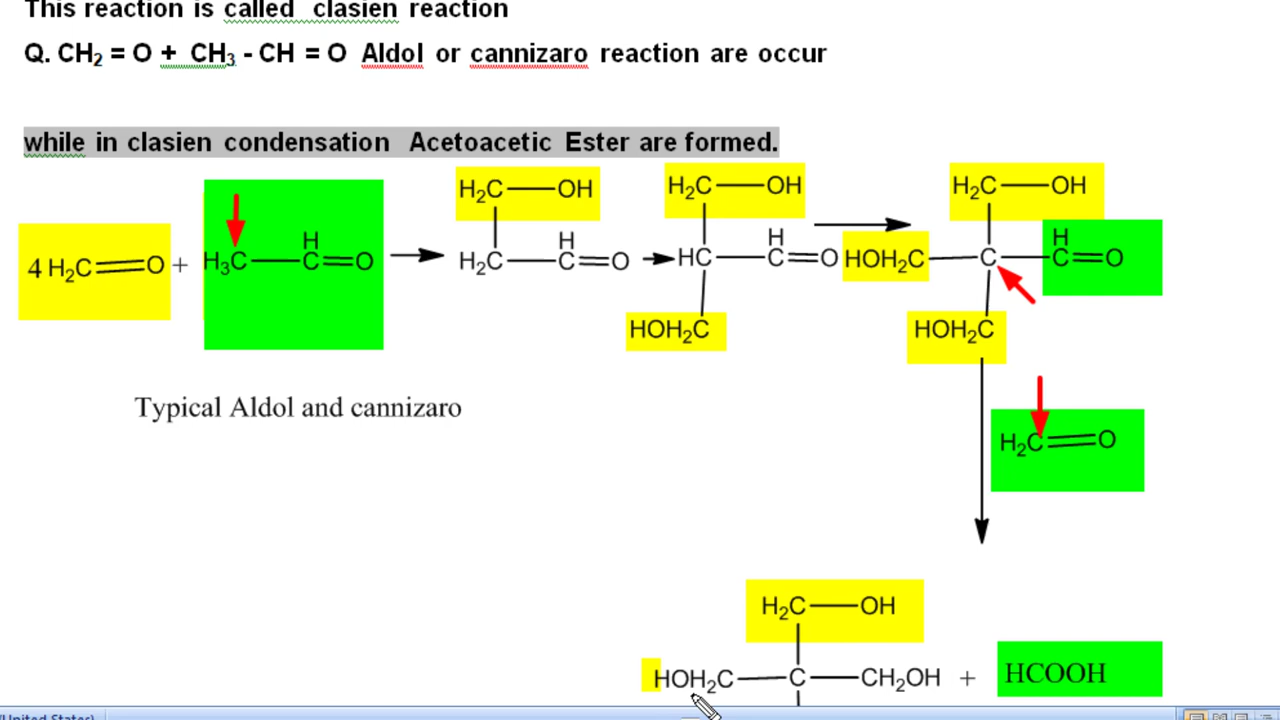 This reaction is called clasien reaction
Q. CH2 = O + CH3 - CH = O Aldol or cannizaro reaction are occur
while in clasien condensation Acetoacetic Ester are formed.
H2C—OH H2C—OH H2C—OH
H H H H
4 H2C=O + H3C—C=O H2C—C=O HC—C=O HOH2C—C—C=O
HOH2C HOH2C
Typical Aldol and cannizaro
H2C=O
H2C—OH
HOH2C—C—CH2OH + HCOOH
(United States)